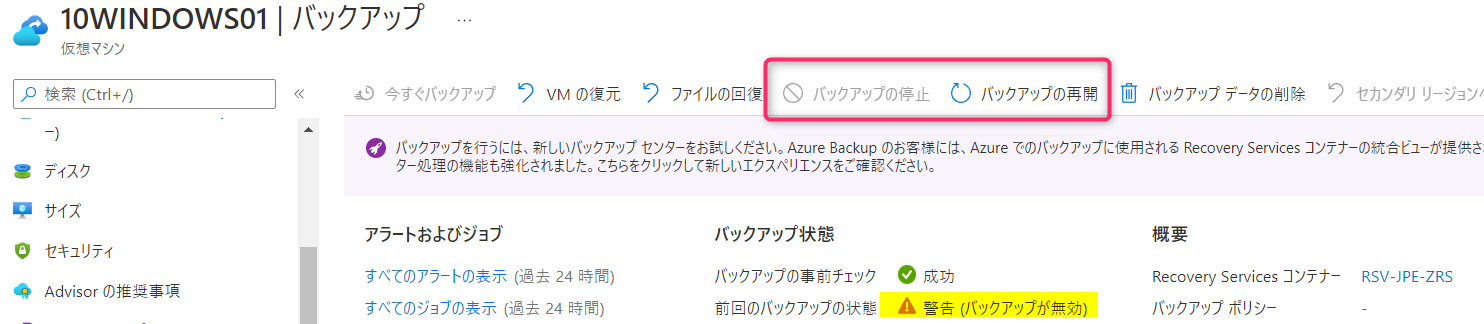 10WINDOWS01 | バックアップ ...
仮想マシン
検索 (Ctrl+/) «
今すぐバックアップ VM の復元 ファイルの回復 バックアップの停止 バックアップの再開 バックアップ データの削除 セカンダリ リージョン
ー)
ディスク
サイズ
セキュリティ
Advisor の推奨事項
バックアップを行うには、新しいバックアップ センターをお試しください。Azure Backup のお客様には、Azure でのバックアップに使用される Recovery Services コンテナーの統合ビューが提供さ
ター処理の機能も強化されました。こちらをクリックして新しいエクスペリエンスをご確認ください。
アラートおよびジョブ
すべてのアラートの表示 (過去 24 時間)
すべてのジョブの表示 (過去 24 時間)
バックアップ状態
バックアップの事前チェック 成功
前回のバックアップの状態 警告 (バックアップが無効)
概要
Recovery Services コンテナー RSV-JPE-ZRS
バックアップ ポリシー -